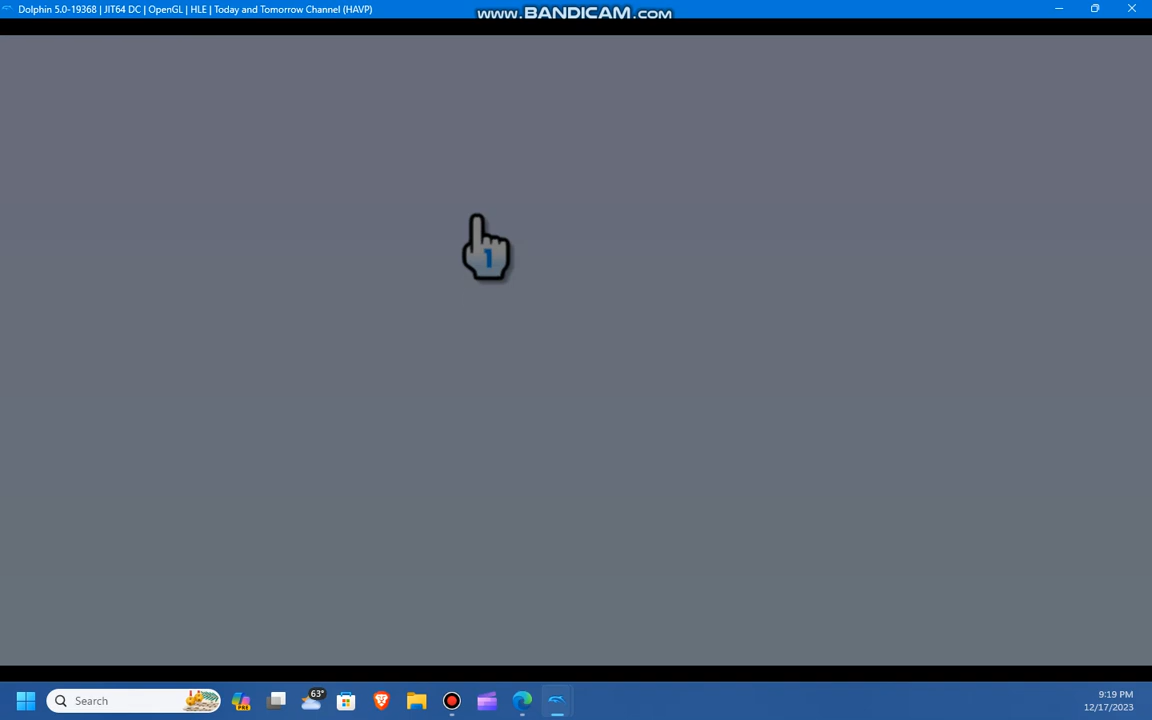 Dolphin 5.0-19368 | JIT64 DC | OpenGL | HLE | Today and Tomorrow Channel (HAVP)
www.BANDICAM.com
1
Search
PRE
63°
9:19 PM
12/17/2023